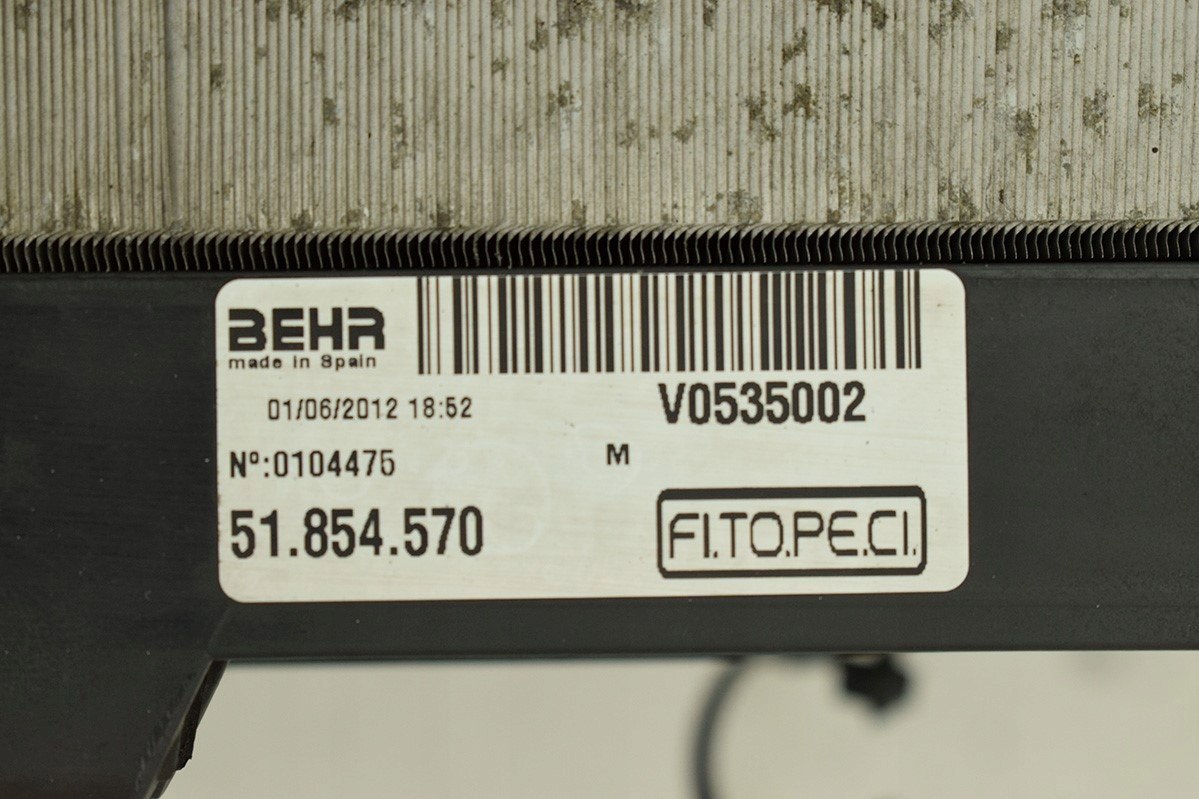 BEHR
made in Spain
01/06/2012 18:52
V0535002
Nº:0104475
M
51.854.570
FI.TO.PE.CI.